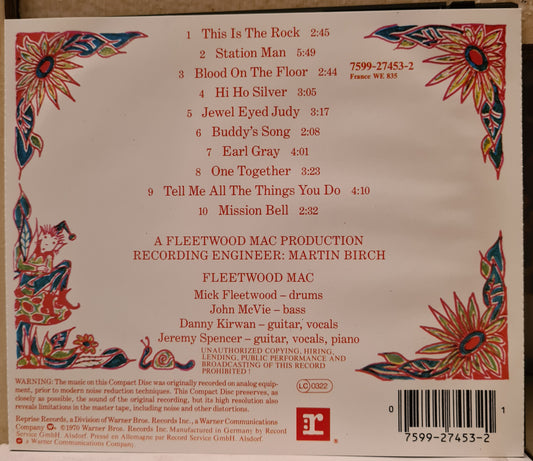 1 This Is The Rock 2:45
2 Station Man 5:49
3 Blood On The Floor 2:44
7599-27453-2
France WE 835
4 Hi Ho Silver 3:05
5 Jewel Eyed Judy 3:17
6 Buddy's Song 2:08
7 Earl Gray 4:01
8 One Together 3:23
9 Tell Me All The Things You Do 4:10
10 Mission Bell 2:32
A FLEETWOOD MAC PRODUCTION
RECORDING ENGINEER: MARTIN BIRCH
FLEETWOOD MAC
Mick Fleetwood – drums
John McVie – bass
Danny Kirwan – guitar, vocals
Jeremy Spencer – guitar, vocals, piano
UNAUTHORIZED COPYING, HIRING,
LENDING, PUBLIC PERFORMANCE AND
BROADCASTING OF THIS RECORD
PROHIBITED !
WARNING: The music on this Compact Disc was originally recorded on analog equip-
ment, prior to modern noise reduction techniques. This Compact Disc preserves, as
closely as possible, the sound of the original recording, but its high resolution also
reveals limitations in the master tape, including noise and other distortions.
LC 0322
Reprise Records, a Division of Warner Bros. Records Inc., a Warner Communications
Company. ©1970 Warner Bros. Records Inc. Manufactured in Germany by Record
Service GmbH. Alsdorf. Pressé en Allemagne par Record Service GmbH. Alsdorf
A Warner Communications Company.
r ®
0 1
7599-27453-2